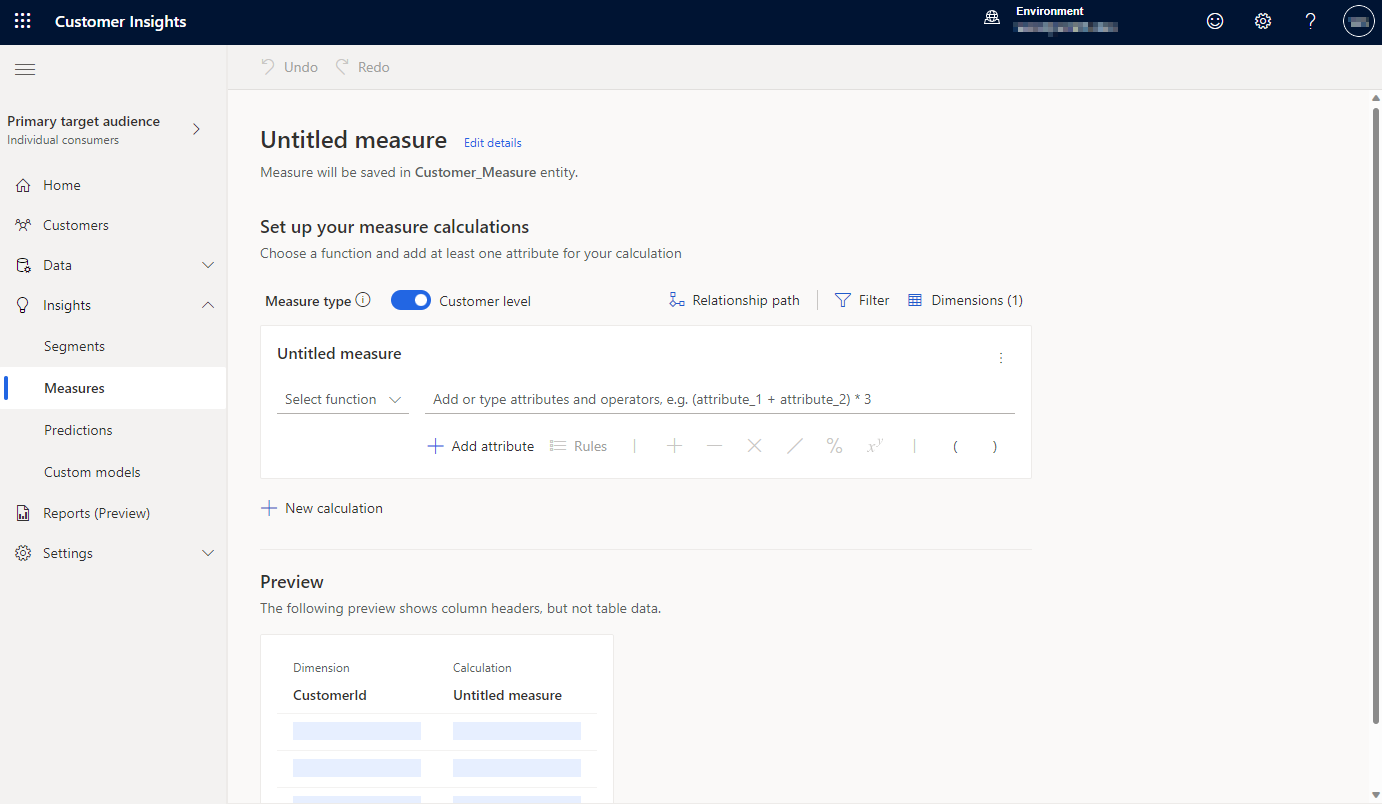 Customer Insights
Environment
Undo Redo
Primary target audience
Individual consumers
Home
Customers
Data
Insights
Segments
Measures
Predictions
Custom models
Reports (Preview)
Settings
Untitled measure Edit details
Measure will be saved in Customer_Measure entity.
Set up your measure calculations
Choose a function and add at least one attribute for your calculation
Measure type Customer level Relationship path Filter Dimensions (1)
Untitled measure
Select function Add or type attributes and operators, e.g. (attribute_1 + attribute_2) * 3
Add attribute Rules | + — × / % xʸ | ( )
New calculation
Preview
The following preview shows column headers, but not table data.
Dimension Calculation
CustomerId Untitled measure